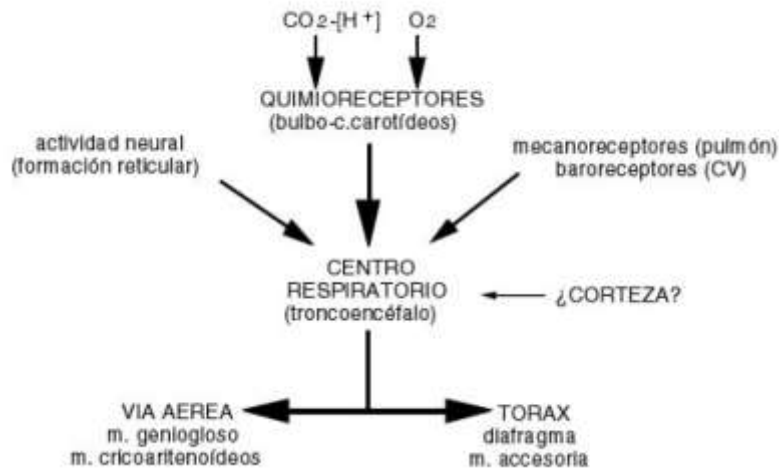 CO2-[H+] O2
QUIMIORECEPTORES
(bulbo-c.carotídeos)
actividad neural
(formación reticular)
mecanoreceptores (pulmón)
baroreceptores (CV)
CENTRO
RESPIRATORIO
(troncoencéfalo)
¿CORTEZA?
VIA AEREA
m. geniogloso
m. cricoaritenoídeos
TORAX
diafragma
m. accesoria